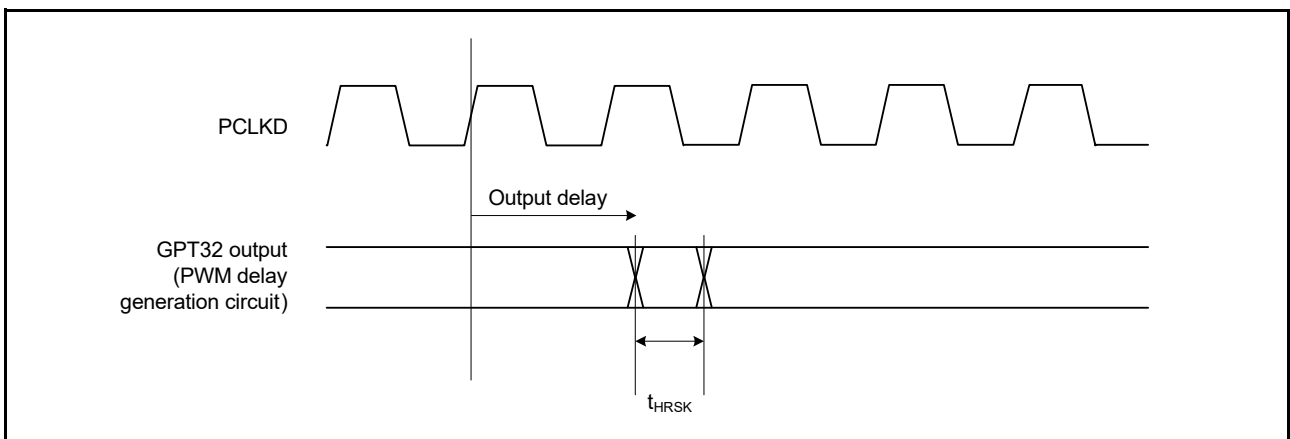 PCLKD
Output delay
GPT32 output
(PWM delay
generation circuit)
tHRSK